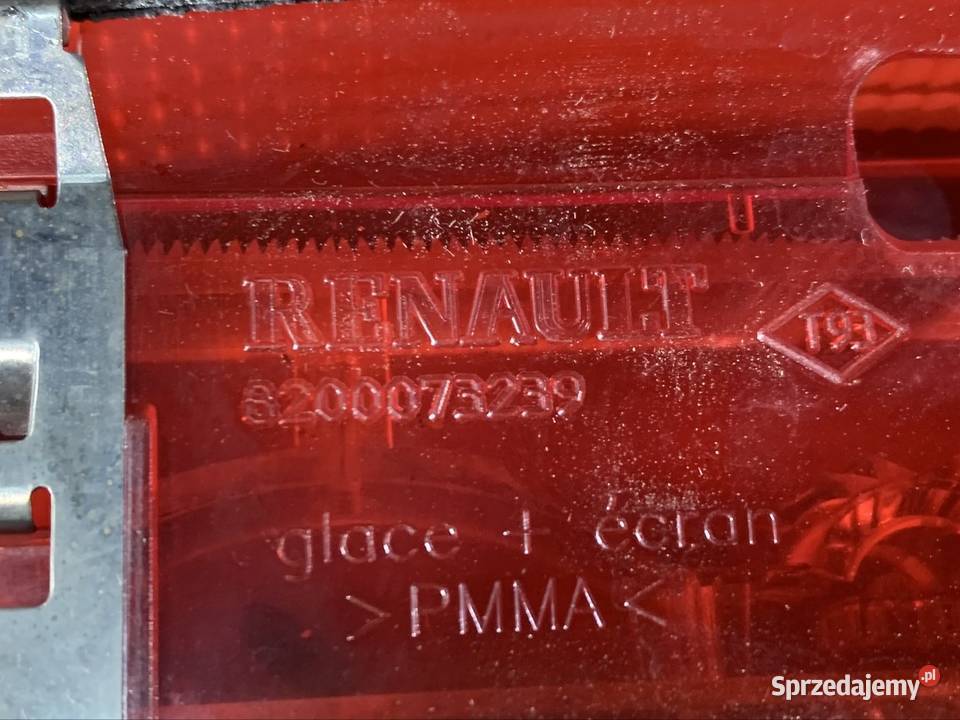 U
RENAULT
T93
8200073239
glace + écran
>PMMA<
Sprzedajemy.pl